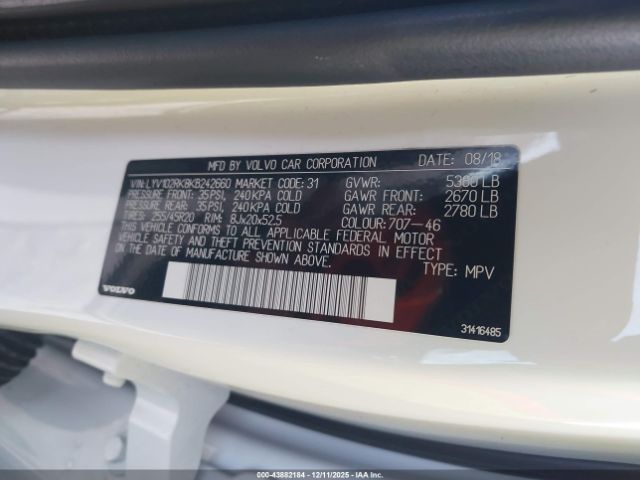 MFD BY VOLVO CAR CORPORATION DATE: 08/18
VIN: LYV102RKBKB242660 MARKET CODE: 31 GVWR: 5360 LB
PRESSURE FRONT: 35PSI, 240KPA COLD GAWR FRONT: 2670 LB
PRESSURE REAR: 35PSI, 240KPA COLD GAWR REAR: 2780 LB
TIRES: 255/45R20 RIM: 8JX20X52.5 COLOUR: 707-46
THIS VEHICLE CONFORMS TO ALL APPLICABLE FEDERAL MOTOR
VEHICLE SAFETY AND THEFT PREVENTION STANDARDS IN EFFECT
ON THE DATE OF MANUFACTURE SHOWN ABOVE. TYPE: MPV
VOLVO
31416485
00-43882184 - 12/11/2025 - Copart IAA